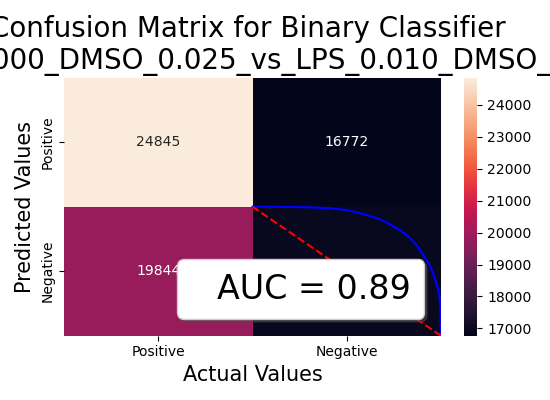 Confusion Matrix for Binary Classifier
000_DMSO_0.025_vs_LPS_0.010_DMSO_
Predicted Values
Positive
Negative
24845 16772
19844
AUC = 0.89
Positive Negative
Actual Values
24000
23000
22000
21000
20000
19000
18000
17000